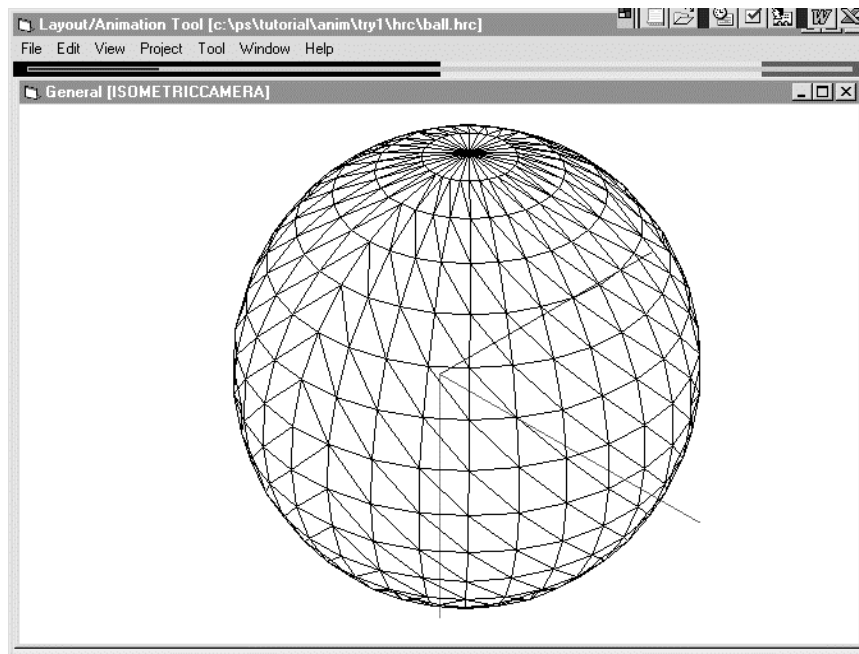 Layout/Animation Tool [c:\ps\tutorial\anim\try1\hrc\ball.hrc]
File Edit View Project Tool Window Help
General [ISOMETRICCAMERA]